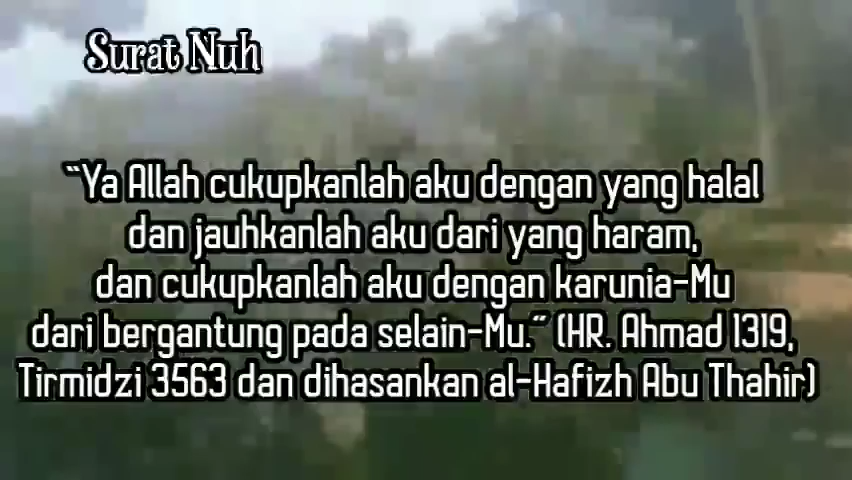 Surat Nuh
“Ya Allah cukupkanlah aku dengan yang halal
dan jauhkanlah aku dari yang haram,
dan cukupkanlah aku dengan karunia-Mu
dari bergantung pada selain-Mu.” (HR. Ahmad 1319,
Tirmidzi 3563 dan dihasankan al-Hafizh Abu Thahir)